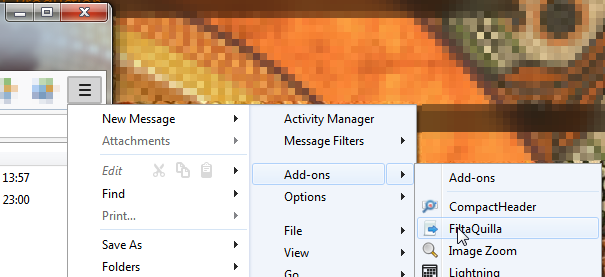 New Message
Attachments
Edit
Find
Print...
Save As
Folders
Activity Manager
Message Filters
Add-ons
Options
File
View
Go
Add-ons
CompactHeader
FiltaQuilla
Image Zoom
Lightning
13:57
23:00